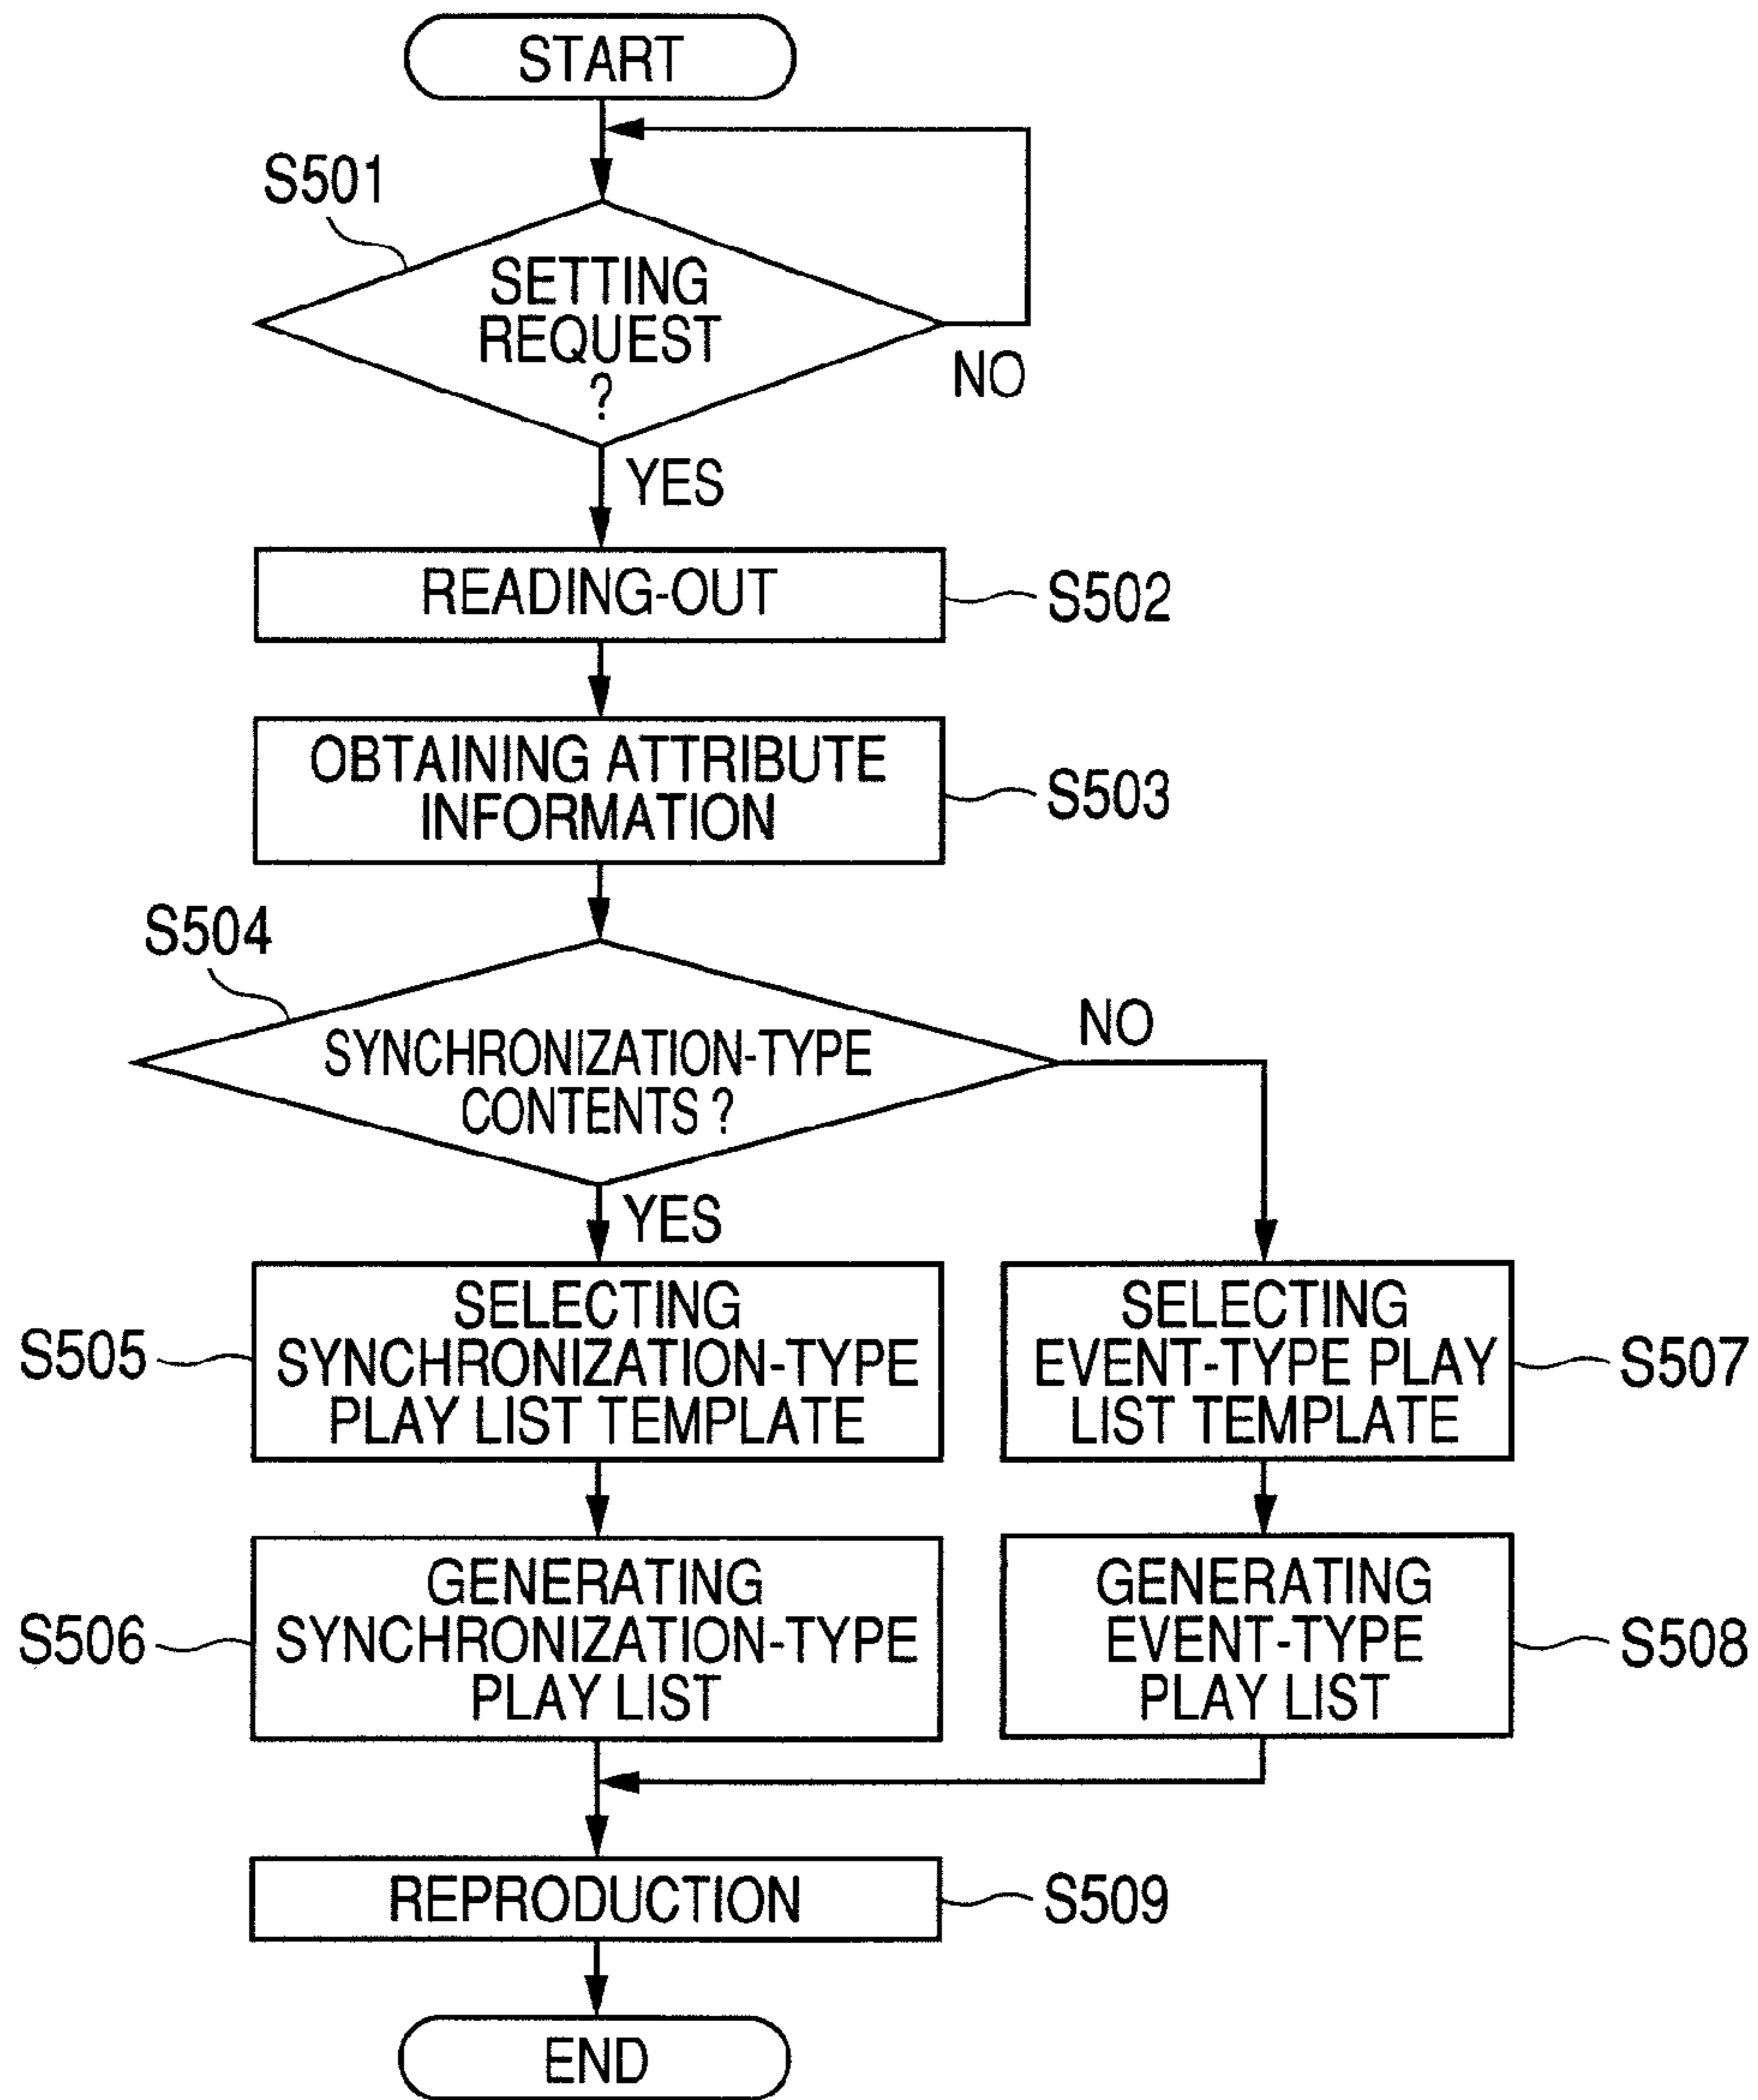 START
S501
SETTING
REQUEST
?
NO
YES
READING-OUT
S502
OBTAINING ATTRIBUTE
INFORMATION
S503
S504
SYNCHRONIZATION-TYPE
CONTENTS ?
NO
YES
SELECTING
SYNCHRONIZATION-TYPE
PLAY LIST TEMPLATE
S505
SELECTING
EVENT-TYPE PLAY
LIST TEMPLATE
S507
GENERATING
SYNCHRONIZATION-TYPE
PLAY LIST
S506
GENERATING
EVENT-TYPE
PLAY LIST
S508
REPRODUCTION
S509
END